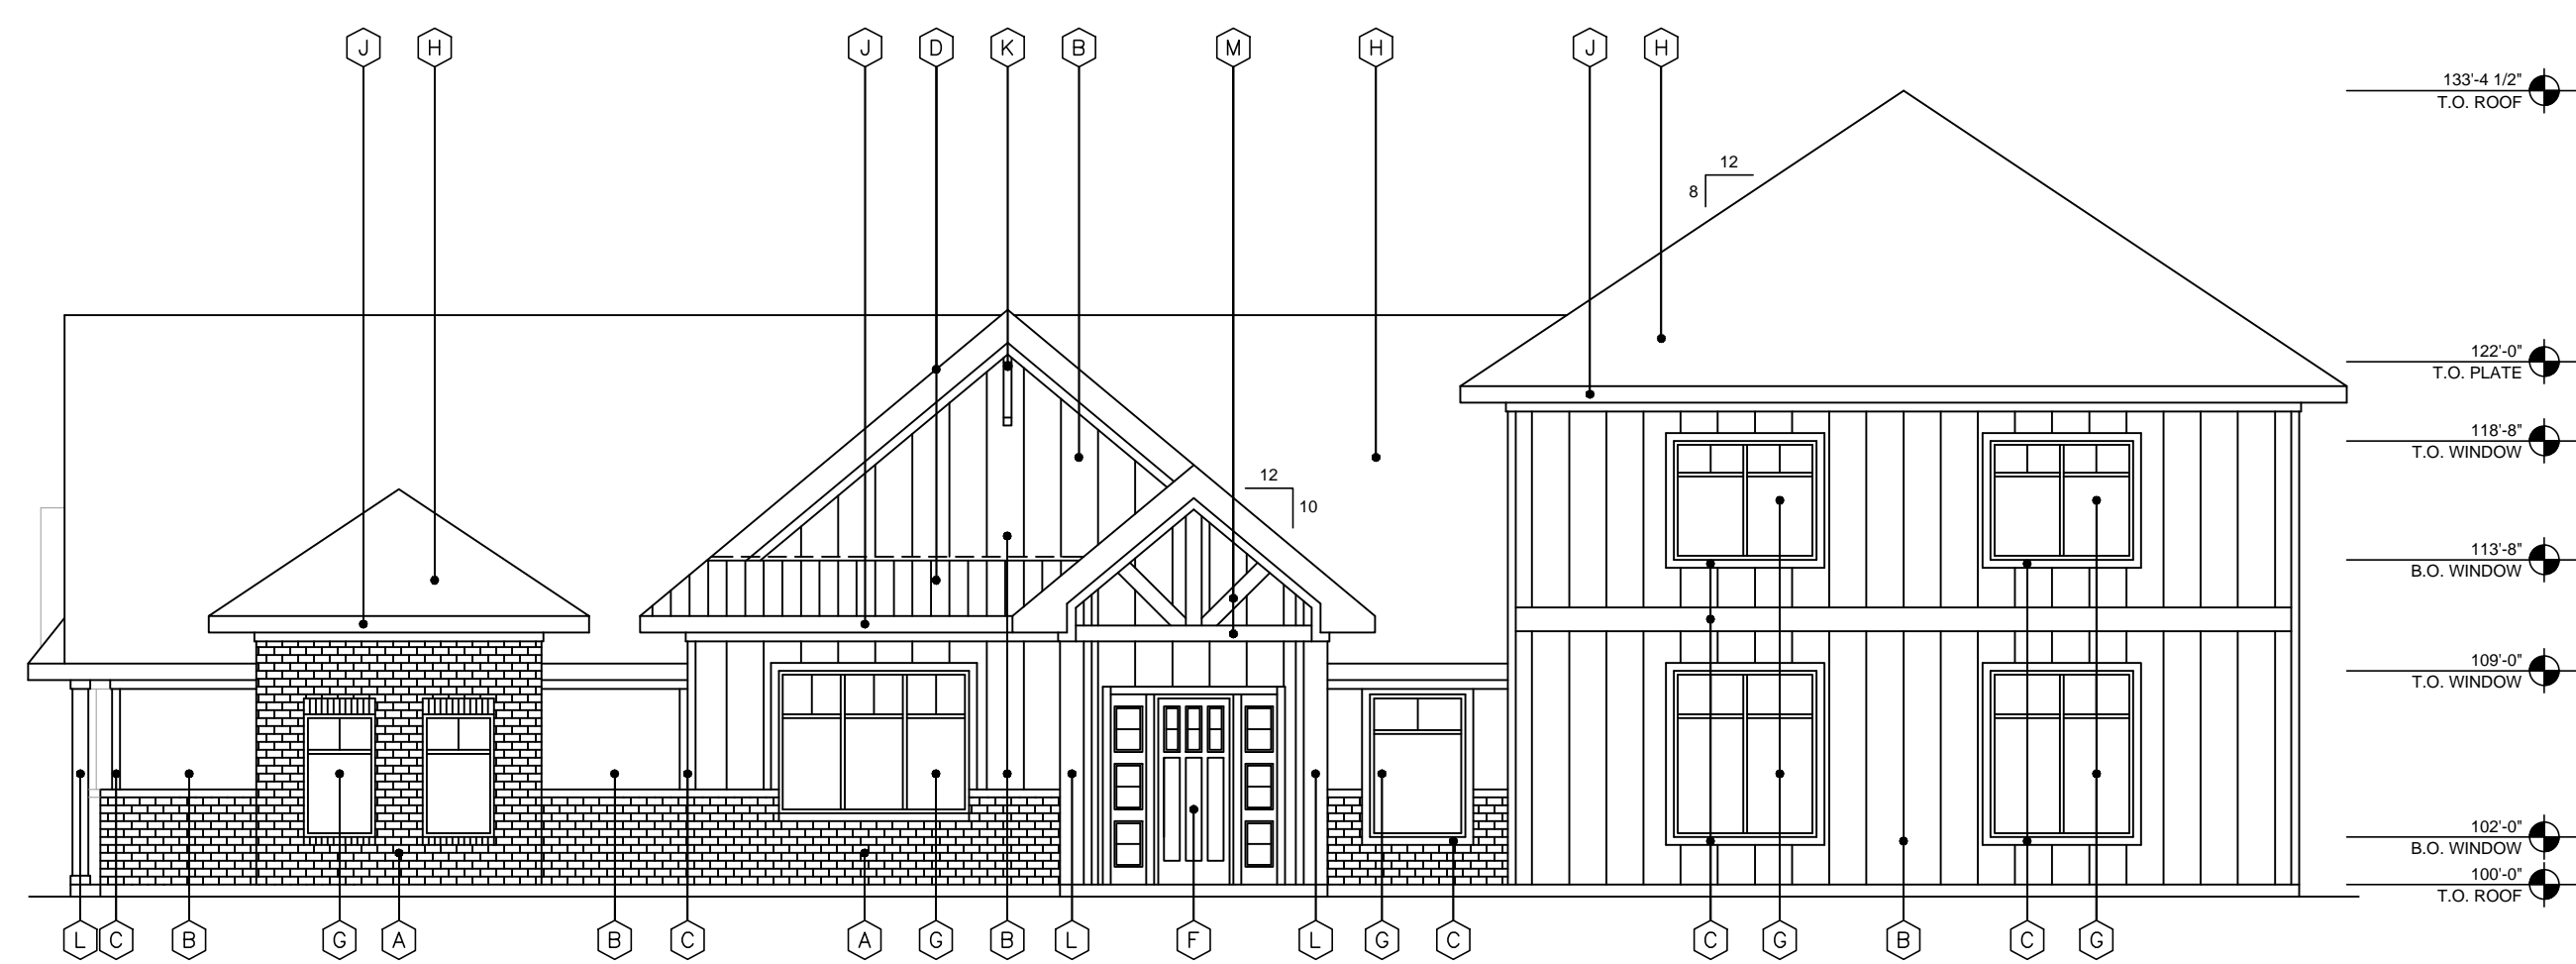 J H J D K B M H J H
133'-4 1/2"
T.O. ROOF
12
8
122'-0"
T.O. PLATE
118'-8"
T.O. WINDOW
12
10
113'-8"
B.O. WINDOW
109'-0"
T.O. WINDOW
102'-0"
B.O. WINDOW
100'-0"
T.O. ROOF
L C B G A B C A G B L F L G C C G B C G